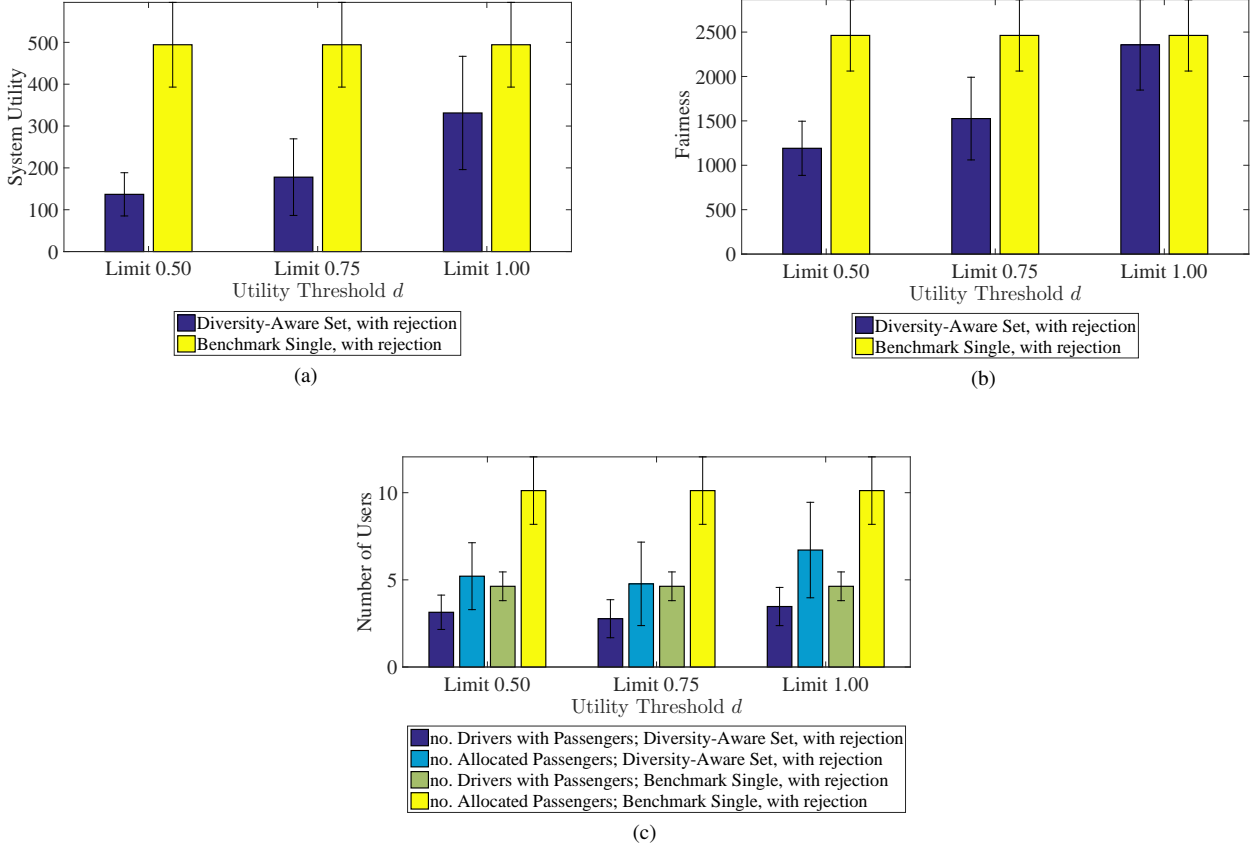 500
400
300
200
100
0
System Utility
Limit 0.50 Limit 0.75 Limit 1.00
Utility Threshold d
Diversity-Aware Set, with rejection
Benchmark Single, with rejection
(a)
2500
2000
1500
1000
500
0
Fairness
Limit 0.50 Limit 0.75 Limit 1.00
Utility Threshold d
Diversity-Aware Set, with rejection
Benchmark Single, with rejection
(b)
10
5
0
Number of Users
Limit 0.50 Limit 0.75 Limit 1.00
Utility Threshold d
no. Drivers with Passengers; Diversity-Aware Set, with rejection
no. Allocated Passengers; Diversity-Aware Set, with rejection
no. Drivers with Passengers; Benchmark Single, with rejection
no. Allocated Passengers; Benchmark Single, with rejection
(c)